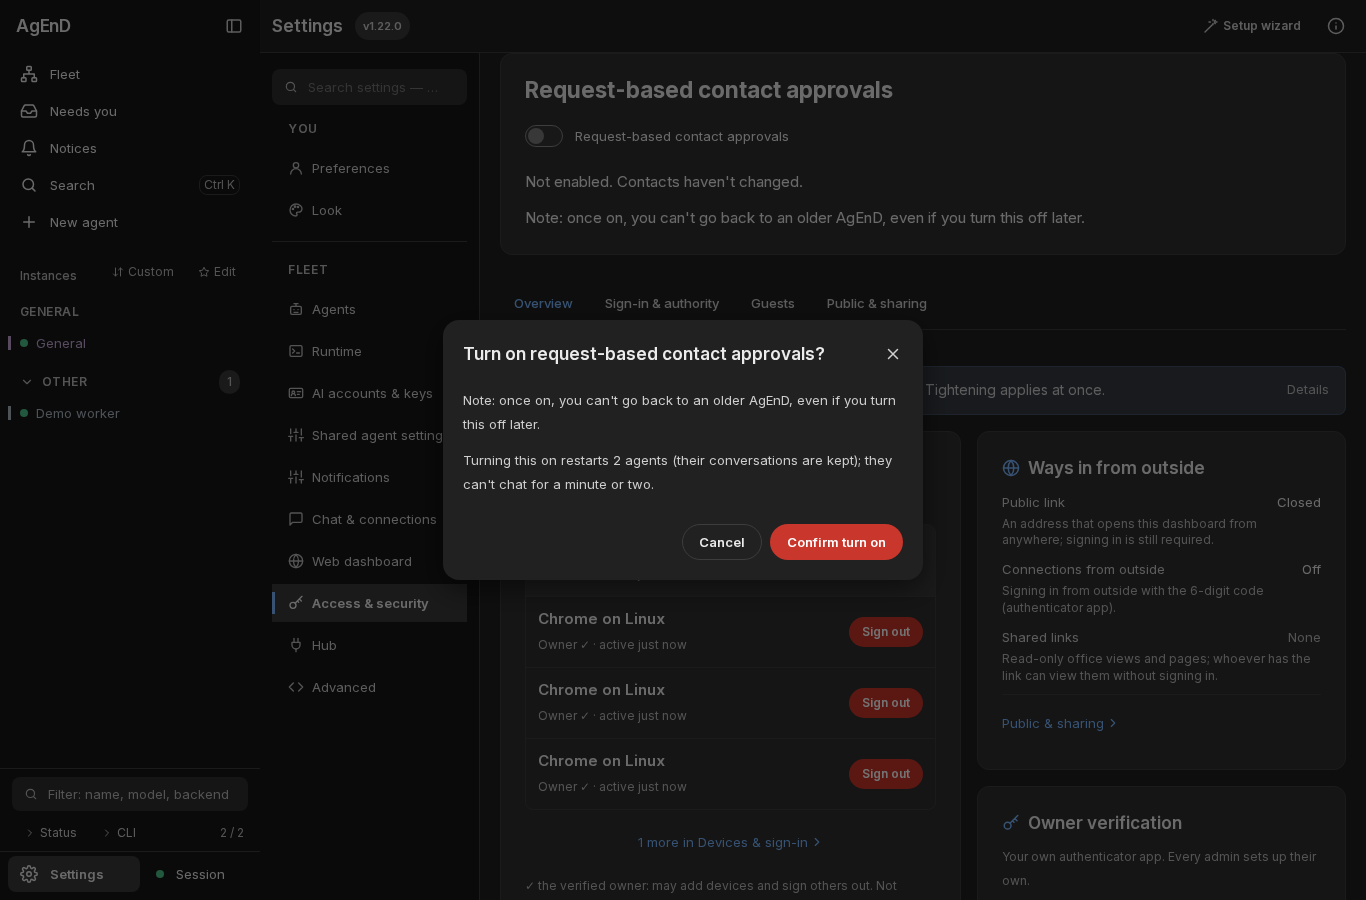 AgEnD
Fleet
Needs you
Notices
Search
Ctrl K
New agent
Instances
Custom
Edit
GENERAL
General
OTHER
1
Demo worker
Filter: name, model, backend
Status
CLI
2 / 2
Settings
Session
Settings
v1.22.0
Setup wizard
Search settings — ...
YOU
Preferences
Look
FLEET
Agents
Runtime
AI accounts & keys
Shared agent setting
Notifications
Chat & connections
Web dashboard
Access & security
Hub
Advanced
Request-based contact approvals
Request-based contact approvals
Not enabled. Contacts haven't changed.
Note: once on, you can't go back to an older AgEnD, even if you turn this off later.
Overview
Sign-in & authority
Guests
Public & sharing
Tightening applies at once.
Details
Turn on request-based contact approvals?
Note: once on, you can't go back to an older AgEnD, even if you turn
this off later.
Turning this on restarts 2 agents (their conversations are kept); they
can't chat for a minute or two.
Cancel
Confirm turn on
Chrome on Linux
Owner ✓ · active just now
Sign out
Chrome on Linux
Owner ✓ · active just now
Sign out
Chrome on Linux
Owner ✓ · active just now
Sign out
1 more in Devices & sign-in
✓ the verified owner: may add devices and sign others out. Not
Ways in from outside
Public link
Closed
An address that opens this dashboard from
anywhere; signing in is still required.
Connections from outside
Off
Signing in from outside with the 6-digit code
(authenticator app).
Shared links
None
Read-only office views and pages; whoever has the
link can view them without signing in.
Public & sharing
Owner verification
Your own authenticator app. Every admin sets up their
own.